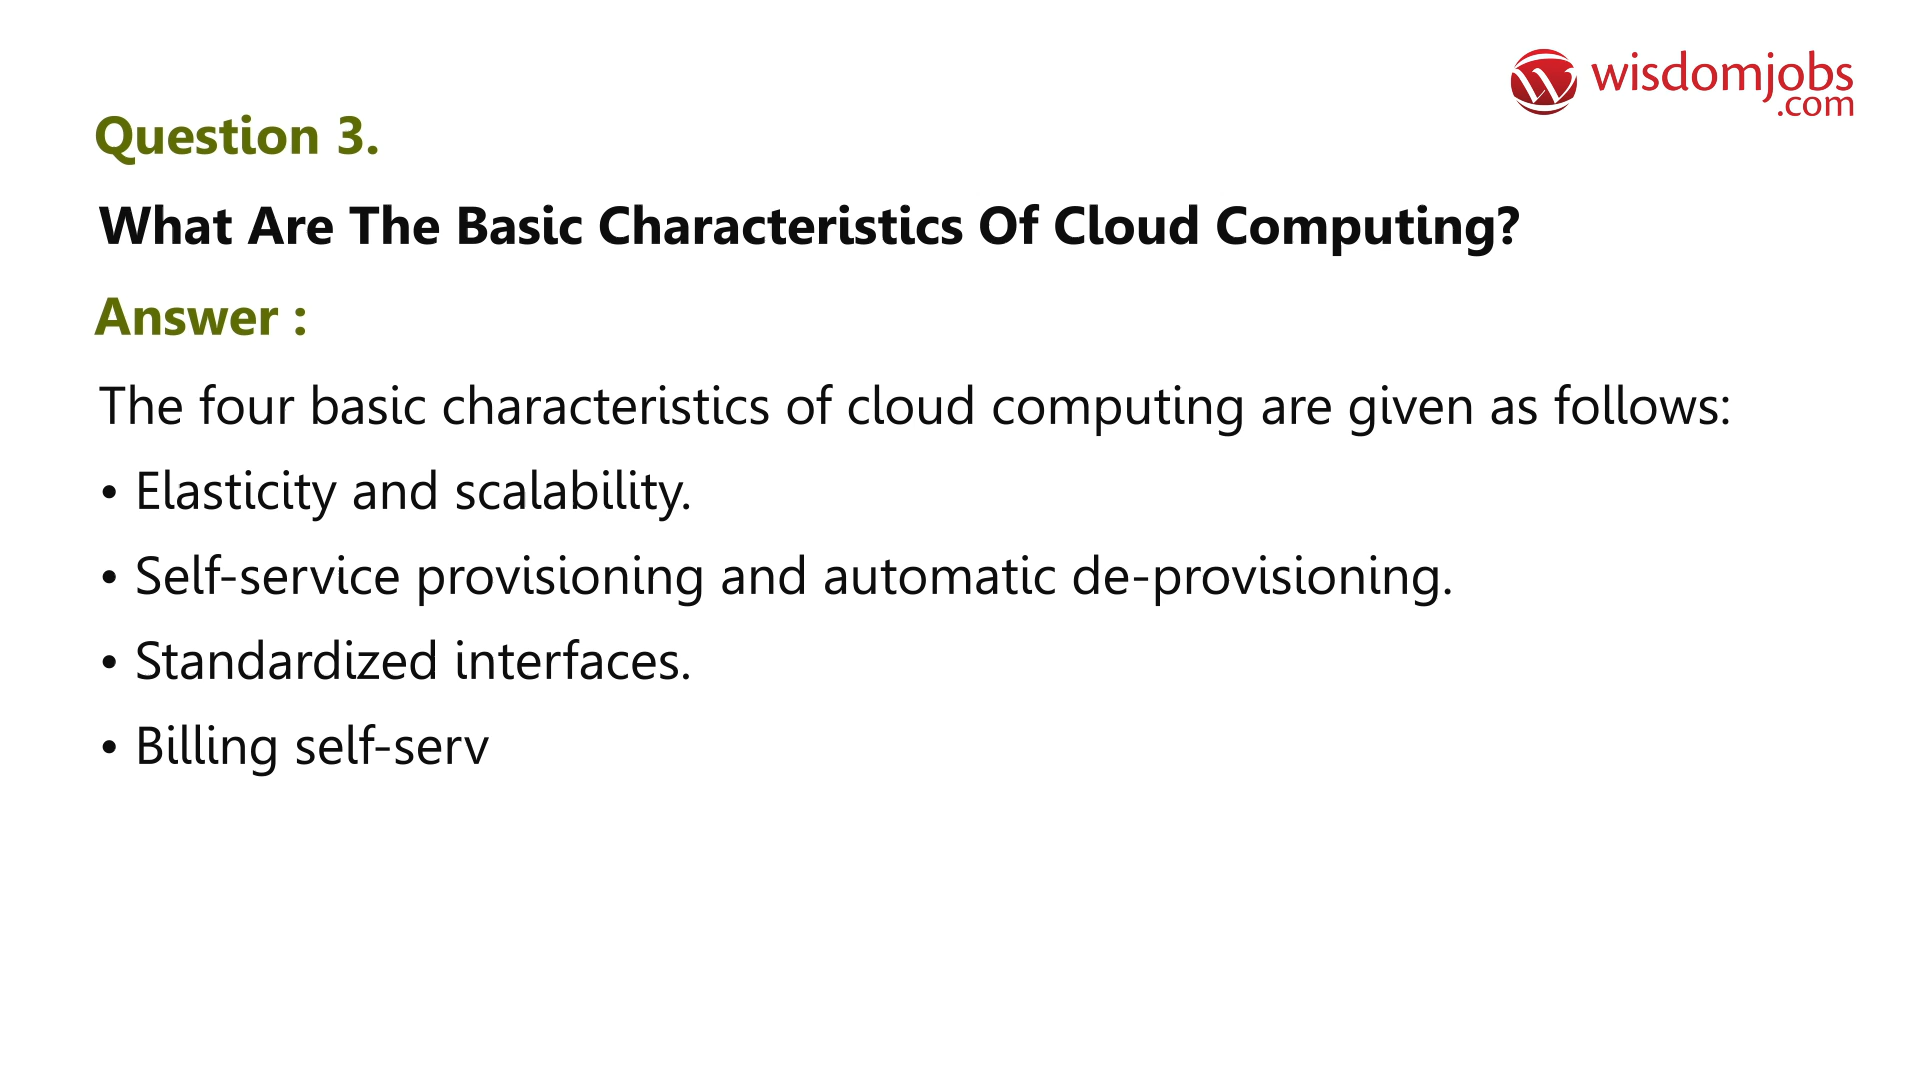 wisdomjobs
.com
Question 3.
What Are The Basic Characteristics Of Cloud Computing?
Answer :
The four basic characteristics of cloud computing are given as follows:
• Elasticity and scalability.
• Self-service provisioning and automatic de-provisioning.
• Standardized interfaces.
• Billing self-serv